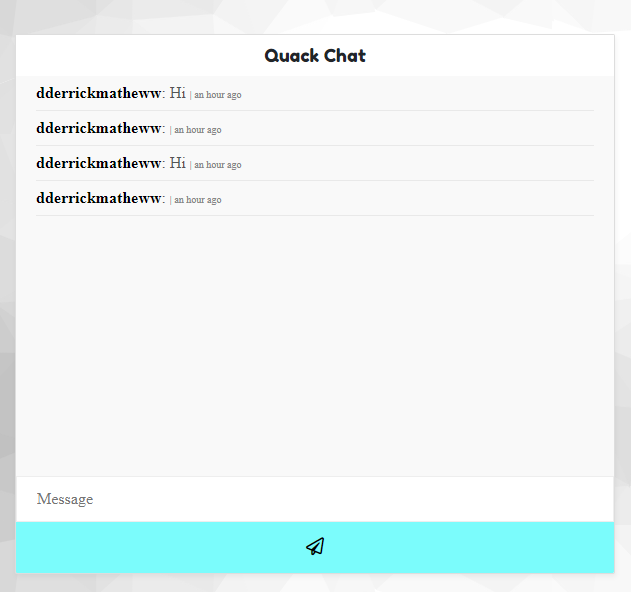 Quack Chat
dderrickmatheww: Hi | an hour ago
dderrickmatheww: | an hour ago
dderrickmatheww: Hi | an hour ago
dderrickmatheww: | an hour ago
Message